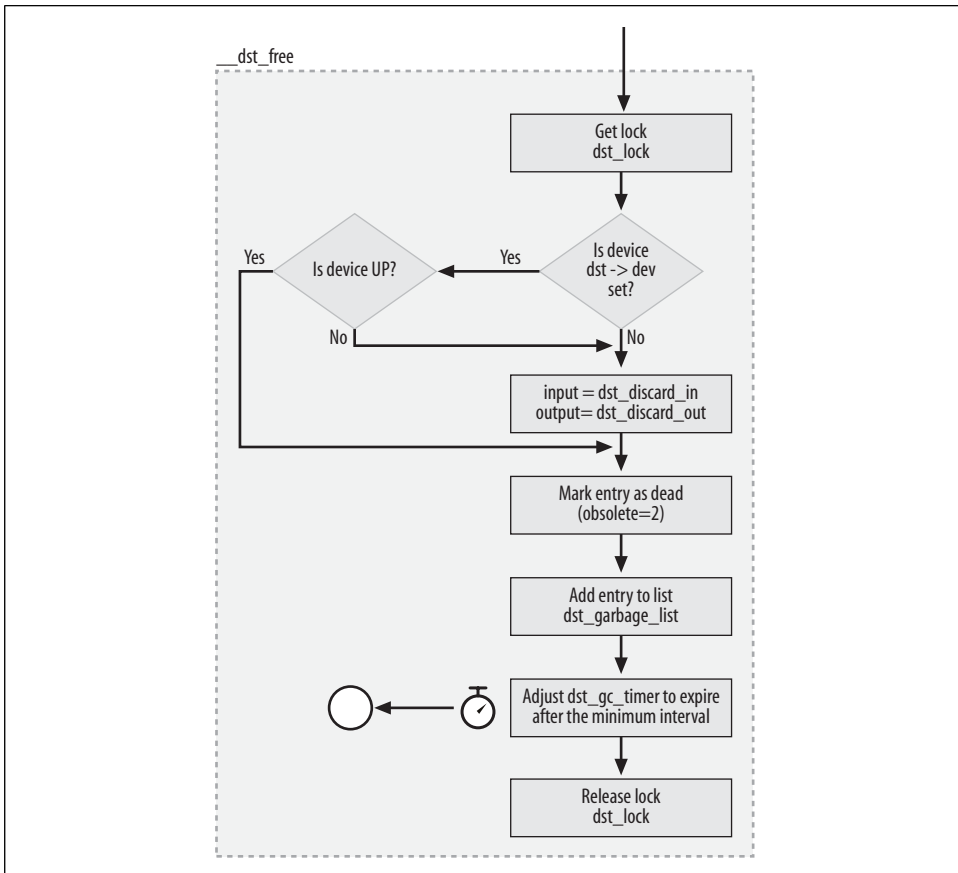 __dst_free
Get lock
dst_lock
Is device
dst -> dev
set?
Yes
Is device UP?
Yes
No
No
input = dst_discard_in
output= dst_discard_out
Mark entry as dead
(obsolete=2)
Add entry to list
dst_garbage_list
Adjust dst_gc_timer to expire
after the minimum interval
Release lock
dst_lock